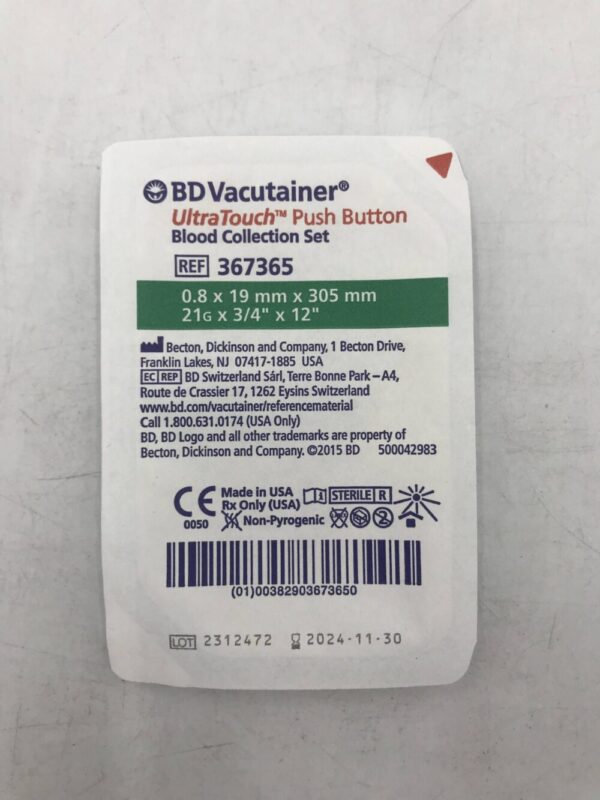 BD Vacutainer®
UltraTouch™ Push Button
Blood Collection Set
REF 367365
0.8 x 19 mm x 305 mm
21G x 3/4" x 12"
Becton, Dickinson and Company, 1 Becton Drive,
Franklin Lakes, NJ 07417-1885 USA
EC REP BD Switzerland Sárl, Terre Bonne Park – A4,
Route de Crassier 17, 1262 Eysins Switzerland
www.bd.com/vacutainer/referencematerial
Call 1.800.631.0174 (USA Only)
BD, BD Logo and all other trademarks are property of
Becton, Dickinson and Company. ©2015 BD 500042983
CE Made in USA STERILE R
Rx Only (USA)
0050 Non-Pyrogenic
(01)00382903673650
LOT 2312472 2024-11-30